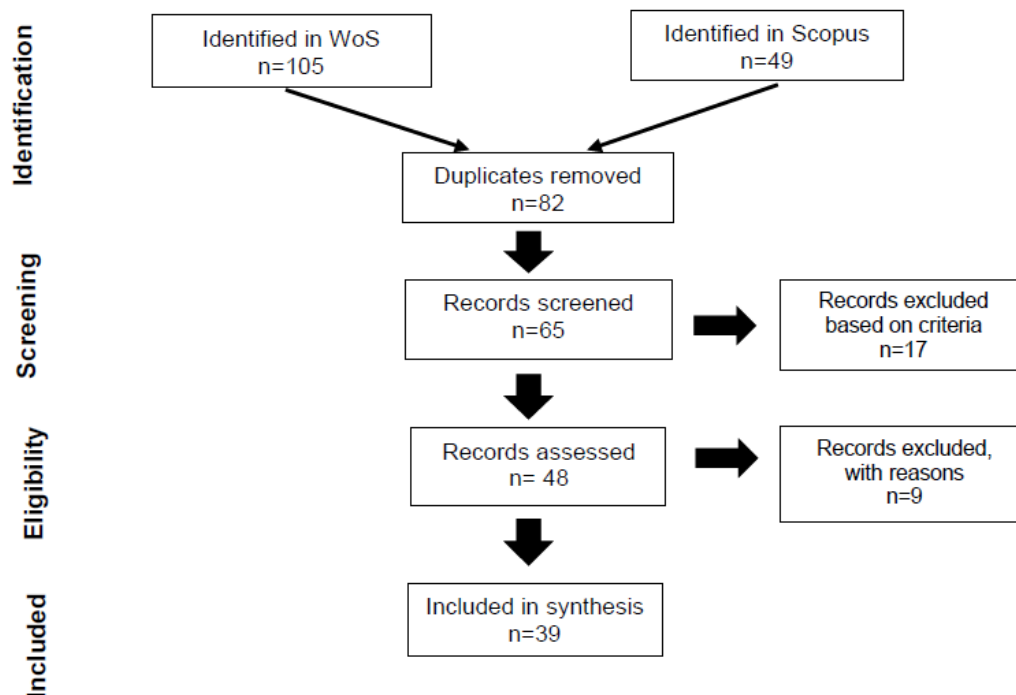 Identification
Identified in WoS
n=105
Identified in Scopus
n=49
Duplicates removed
n=82
Screening
Records screened
n=65
Records excluded
based on criteria
n=17
Eligibility
Records assessed
n= 48
Records excluded,
with reasons
n=9
Included
Included in synthesis
n=39